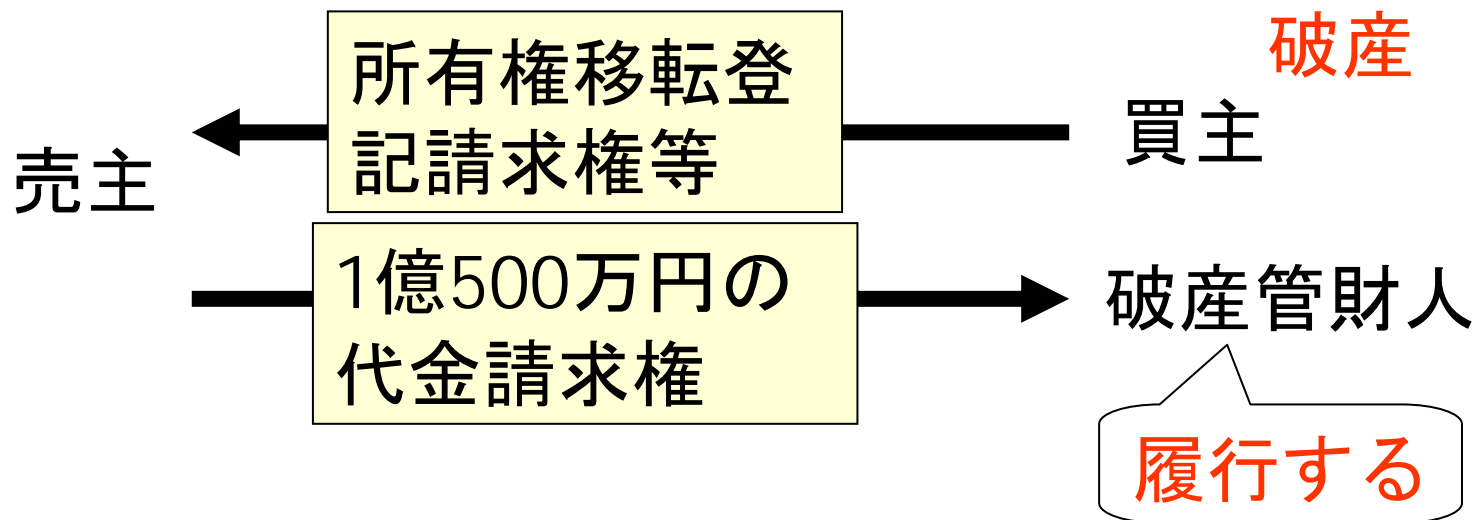 破産
所有権移転登
記請求権等
買主
売主
1億500万円の
代金請求権
破産管財人
履行する